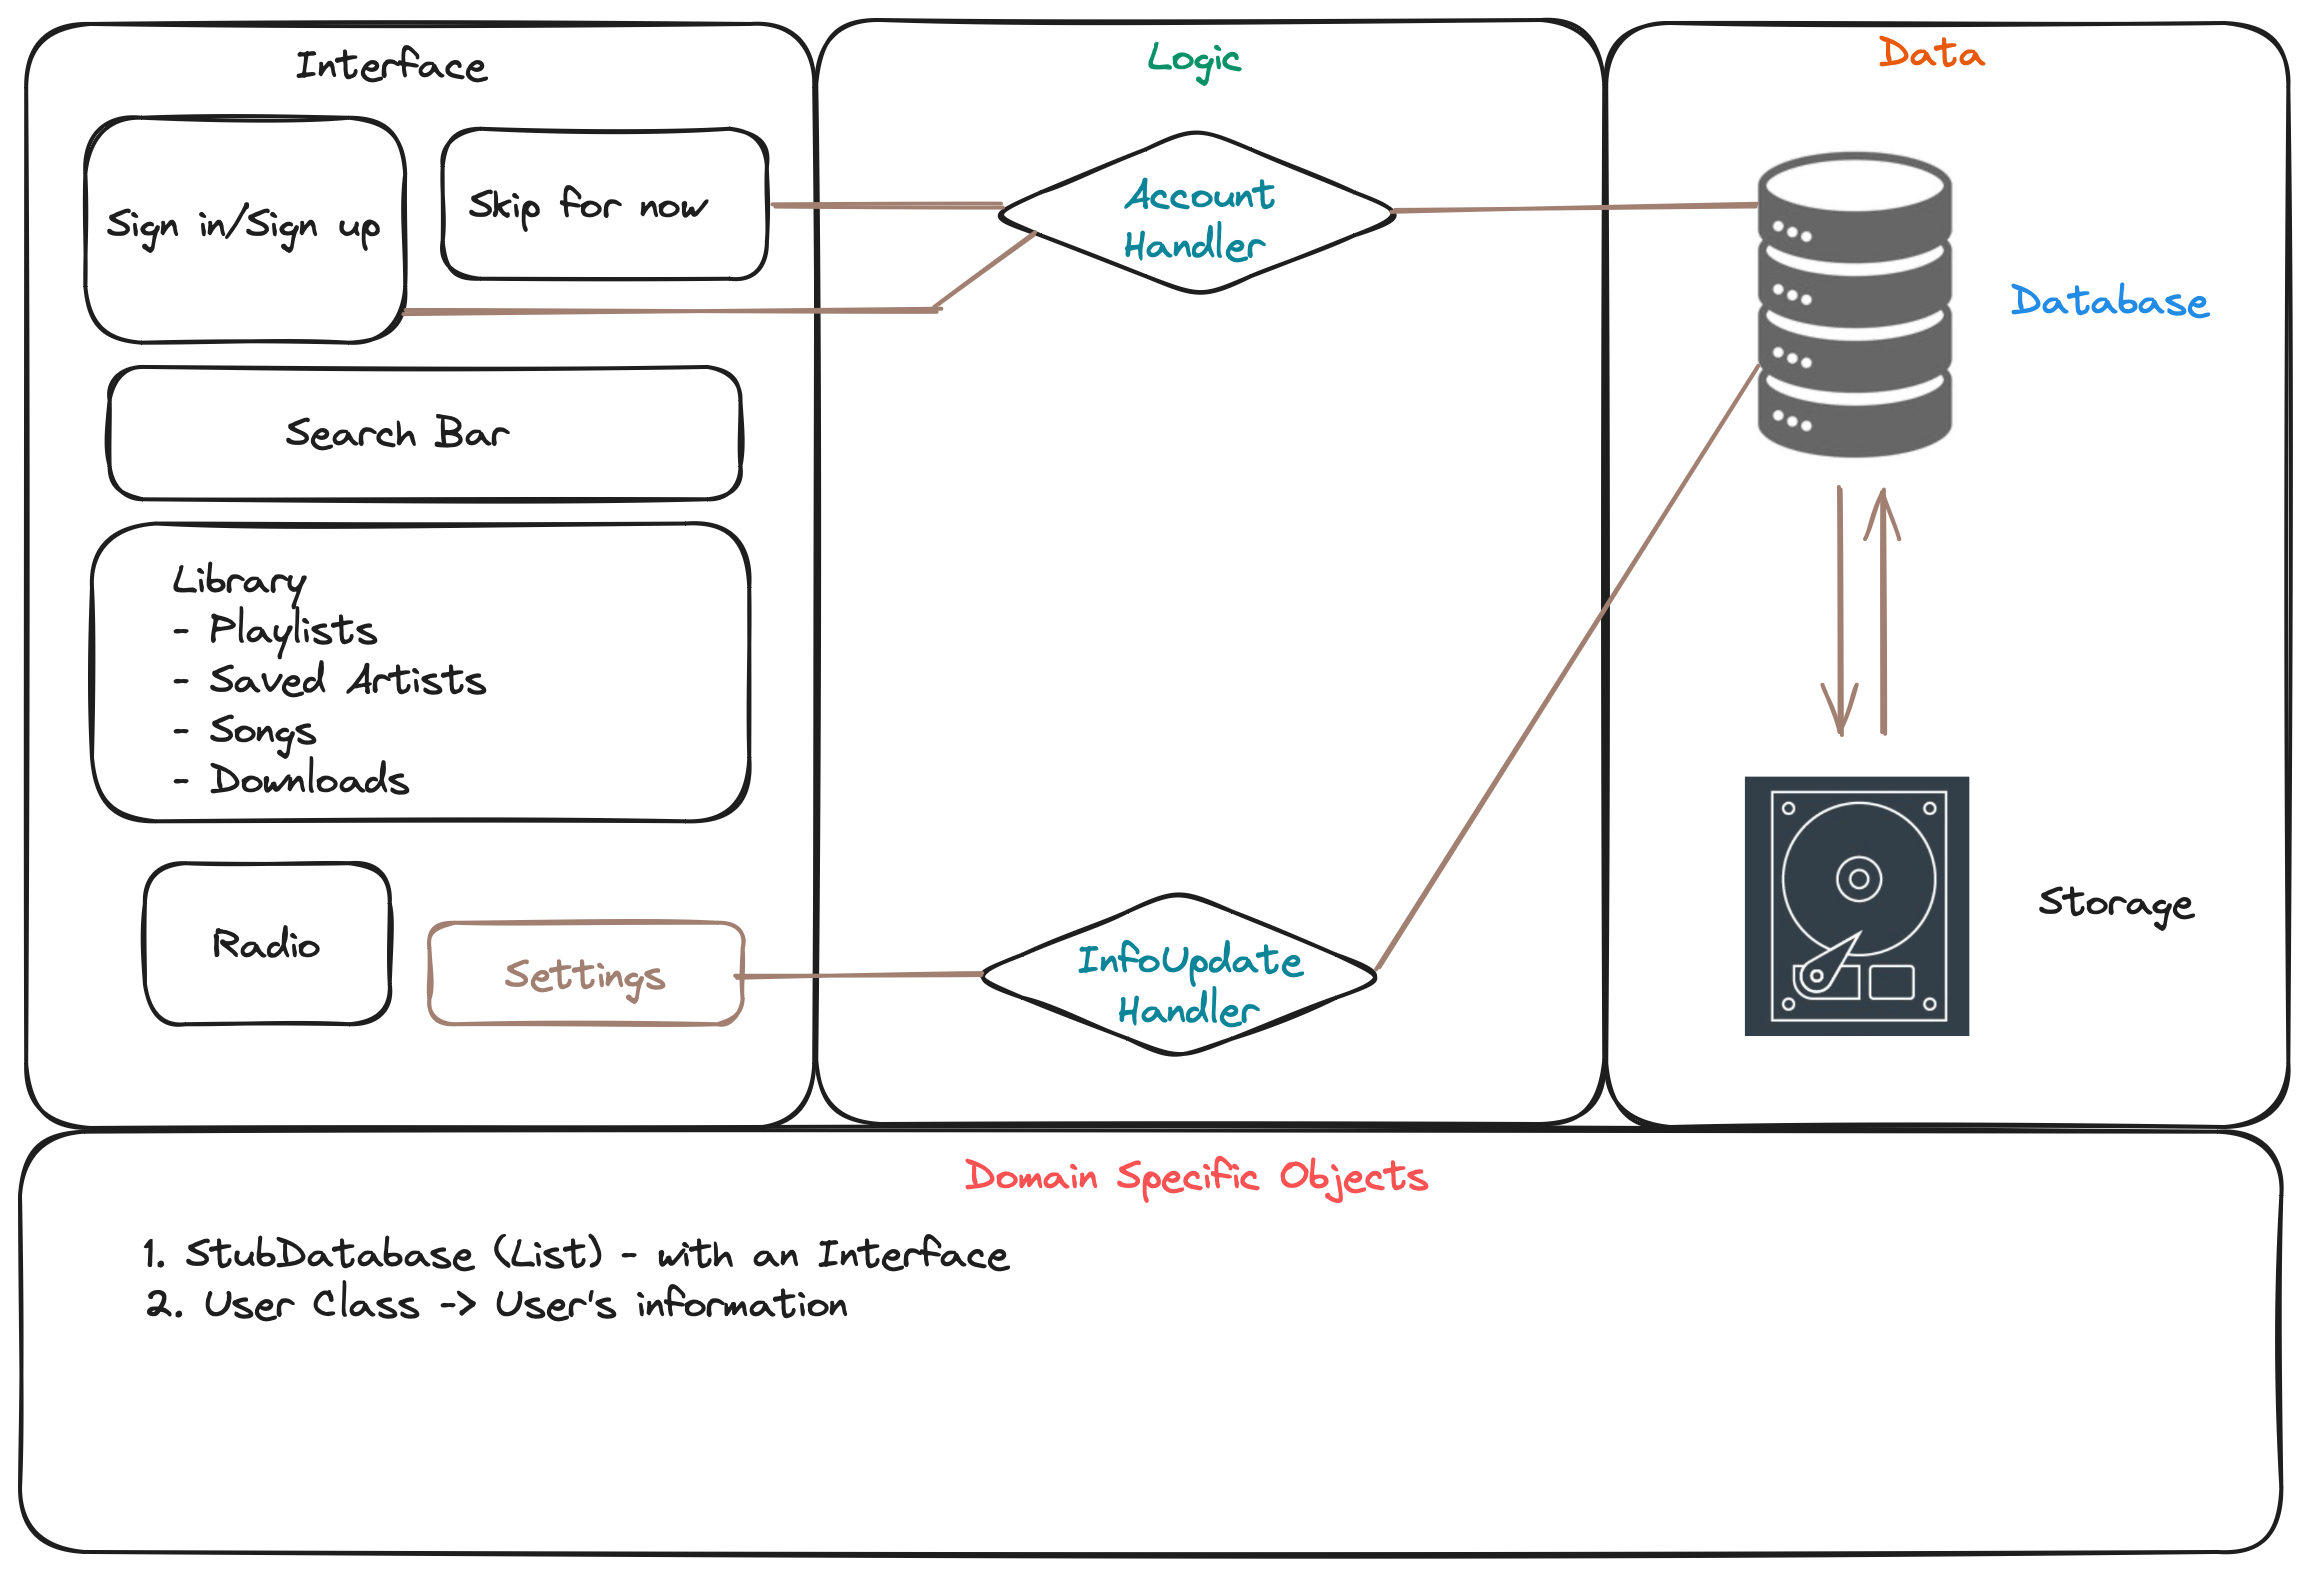 Interface
Logic
Data
Sign in/Sign up
Skip for now
Account
Handler
Database
Search Bar
Library
- Playlists
- Saved Artists
- Songs
- Downloads
Radio
Settings
InfoUpdate
Handler
Storage
Domain Specific Objects
1. StubDatabase (List) - with an Interface
2. User Class -> User's information